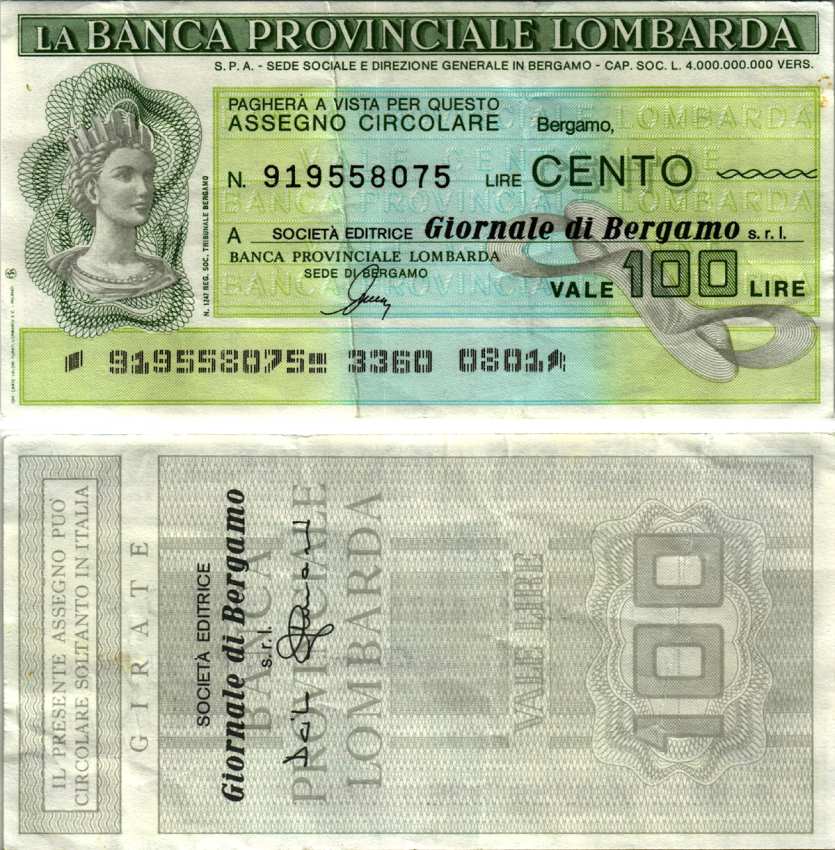 LA BANCA PROVINCIALE LOMBARDA
S.P.A. - SEDE SOCIALE E DIREZIONE GENERALE IN BERGAMO - CAP. SOC. L. 4.000.000.000 VERS.
PAGHERÀ A VISTA PER QUESTO
ASSEGNO CIRCOLARE Bergamo,
N. 919558075 LIRE CENTO
A SOCIETÀ EDITRICE Giornale di Bergamo s.r.l.
BANCA PROVINCIALE LOMBARDA
SEDE DI BERGAMO
VALE 100 LIRE
N. 1247 REG. SOC. TRIBUNALE BERGAMO
919558075 3360 0801
IL PRESENTE ASSEGNO PUÒ
CIRCOLARE SOLTANTO IN ITALIA
GIRATE
SOCIETÀ EDITRICE
Giornale di Bergamo
s.r.l.
BANCA
PROVINCIALE
LOMBARDA
VALE LIRE
100